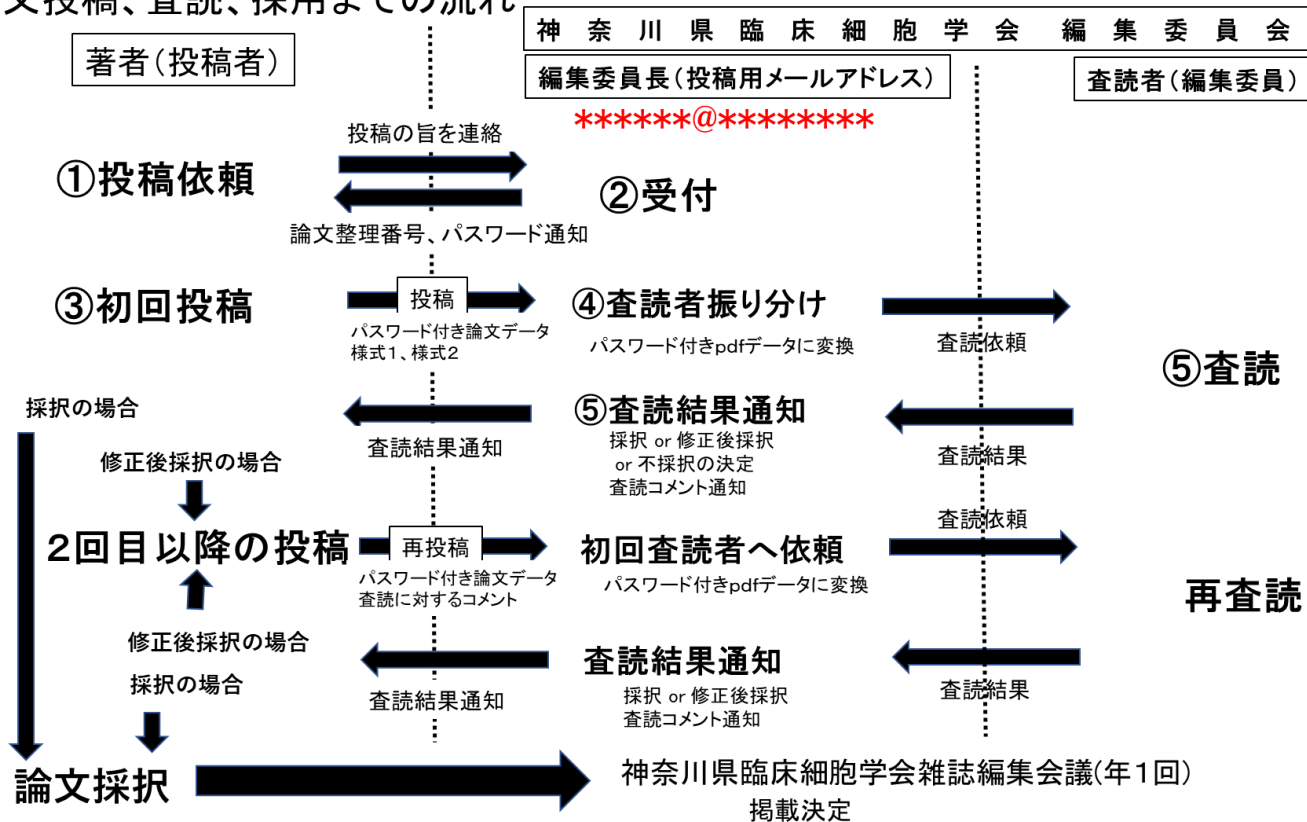 文投稿、査読、採用までの流れ
著者(投稿者)
神奈川県臨床細胞学会 編集委員会
編集委員長(投稿用メールアドレス)
査読者(編集委員)
******@********
投稿の旨を連絡
①投稿依頼
②受付
論文整理番号、パスワード通知
③初回投稿
投稿
④査読者振り分け
パスワード付き論文データ
様式1、様式2
パスワード付きpdfデータに変換
査読依頼
⑤査読
採択の場合
⑤査読結果通知
査読結果通知
採択 or 修正後採択
or 不採択の決定
査読コメント通知
査読結果
修正後採択の場合
査読依頼
2回目以降の投稿
再投稿
初回査読者へ依頼
パスワード付き論文データ
査読に対するコメント
パスワード付きpdfデータに変換
再査読
修正後採択の場合
採択の場合
査読結果通知
査読結果通知
採択 or 修正後採択
査読コメント通知
査読結果
論文採択
神奈川県臨床細胞学会雑誌編集会議(年1回)
掲載決定